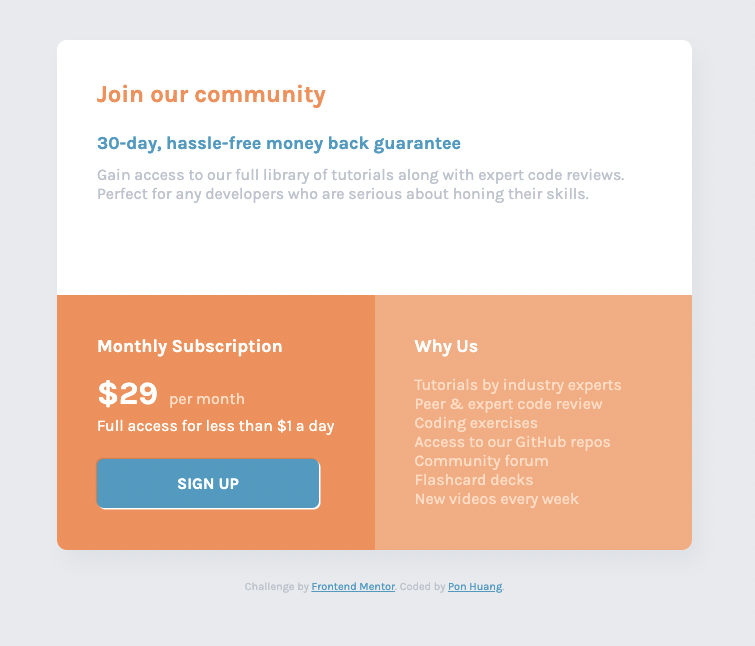 Join our community
30-day, hassle-free money back guarantee
Gain access to our full library of tutorials along with expert code reviews.
Perfect for any developers who are serious about honing their skills.
Monthly Subscription
$29 per month
Full access for less than $1 a day
SIGN UP
Why Us
Tutorials by industry experts
Peer & expert code review
Coding exercises
Access to our GitHub repos
Community forum
Flashcard decks
New videos every week
Challenge by Frontend Mentor. Coded by Pon Huang.